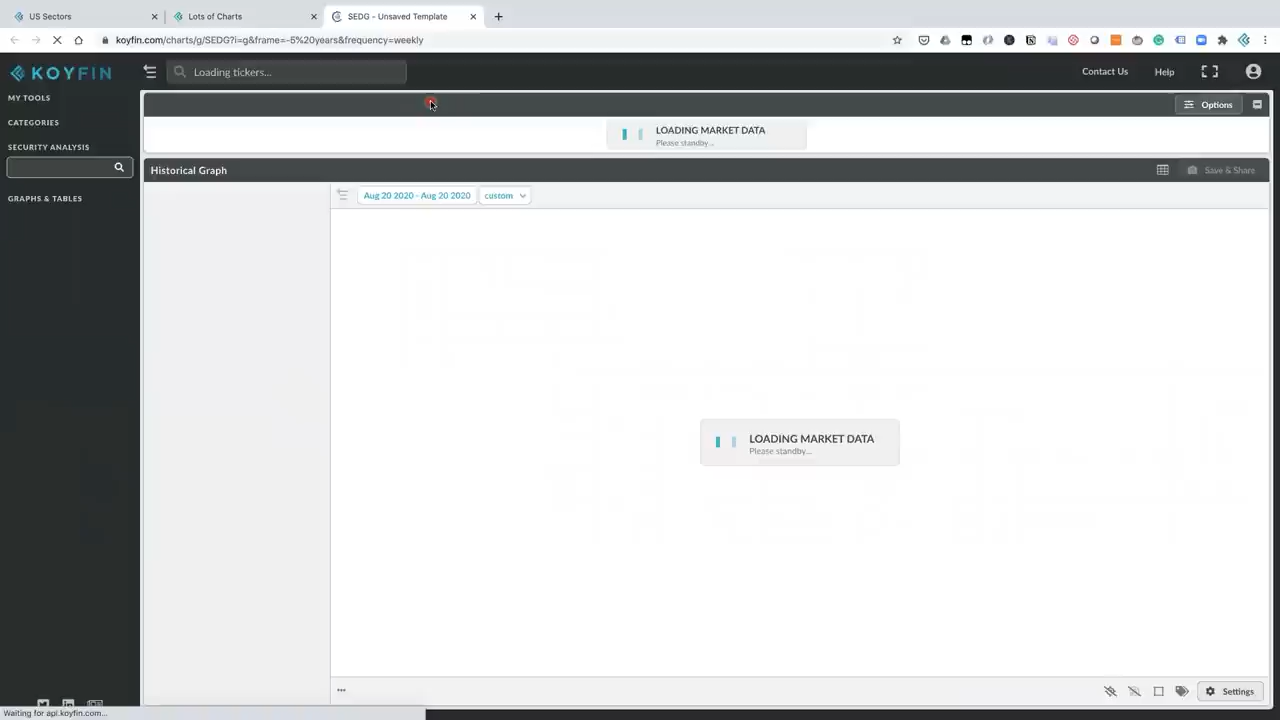 US Sectors
Lots of Charts
SEDG - Unsaved Template
koyfin.com/charts/g/SEDG?i=g&frame=-5%20years&frequency=weekly
KOYFIN
Loading tickers...
Contact Us
Help
MY TOOLS
CATEGORIES
SECURITY ANALYSIS
GRAPHS & TABLES
Options
LOADING MARKET DATA
Please standby...
Historical Graph
Save & Share
Aug 20 2020 - Aug 20 2020
custom
LOADING MARKET DATA
Please standby...
Settings
Waiting for api.koyfin.com...